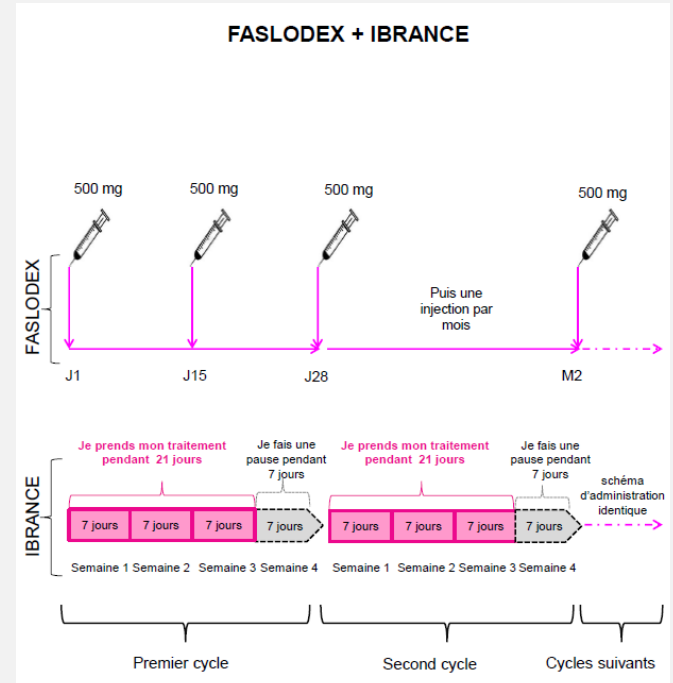 FASLODEX + IBRANCE
500 mg
500 mg
500 mg
500 mg
FASLODEX
Puis une
injection par
mois
J1
J15
J28
M2
IBRANCE
Je prends mon traitement
pendant 21 jours
Je fais une
pause pendant
7 jours
Je prends mon traitement
pendant 21 jours
Je fais une
pause pendant
7 jours
schéma
d'administration
identique
7 jours
7 jours
7 jours
7 jours
7 jours
7 jours
7 jours
7 jours
Semaine 1
Semaine 2
Semaine 3
Semaine 4
Semaine 1
Semaine 2
Semaine 3
Semaine 4
Premier cycle
Second cycle
Cycles suivants